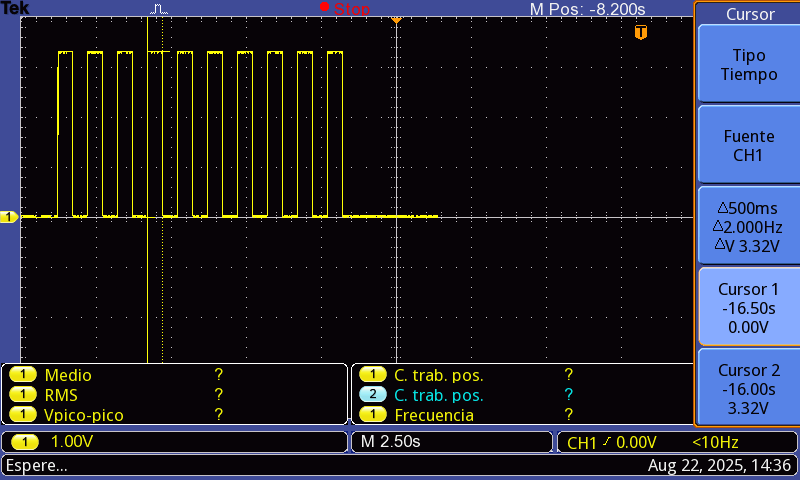 Tek
Stop
M Pos: -8.200s
Cursor
T
Tipo
Tiempo
Fuente
CH1
△500ms
△2.000Hz
△V 3.32V
Cursor 1
-16.50s
0.00V
Cursor 2
-16.00s
3.32V
1
1 Medio ?
1 RMS ?
1 Vpico-pico ?
1 C. trab. pos. ?
2 C. trab. pos. ?
1 Frecuencia ?
1 1.00V
M 2.50s
CH1 0.00V <10Hz
Espere...
Aug 22, 2025, 14:36